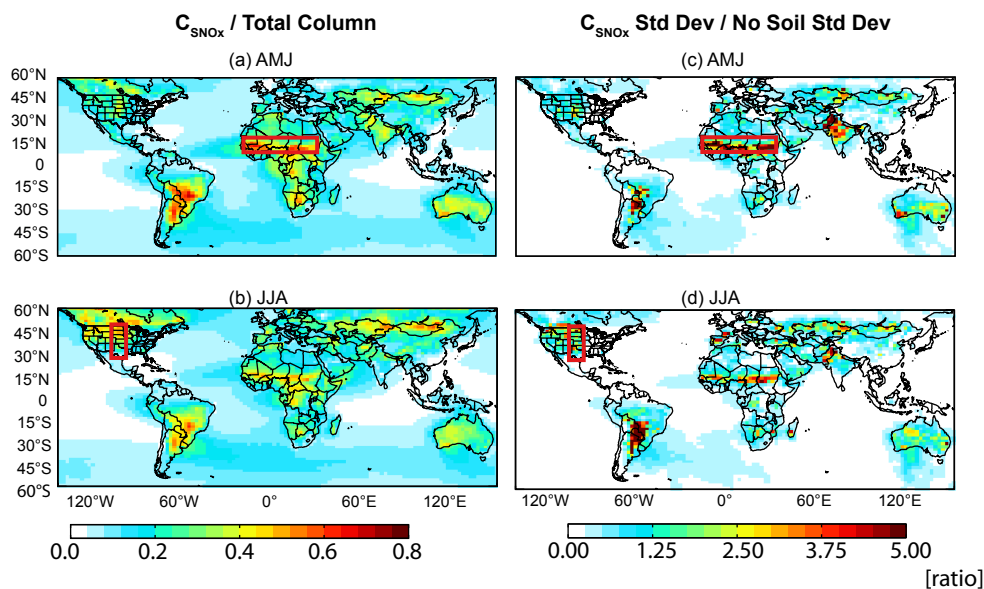 C_SNOx / Total Column
C_SNOx Std Dev / No Soil Std Dev
(a) AMJ
(c) AMJ
60°N
45°N
30°N
15°N
0
15°S
30°S
45°S
60°S
(b) JJA
(d) JJA
60°N
45°N
30°N
15°N
0
15°S
30°S
45°S
60°S
120°W 60°W 0° 60°E 120°E
120°W 60°W 0° 60°E 120°E
0.0 0.2 0.4 0.6 0.8
0.00 1.25 2.50 3.75 5.00
[ratio]